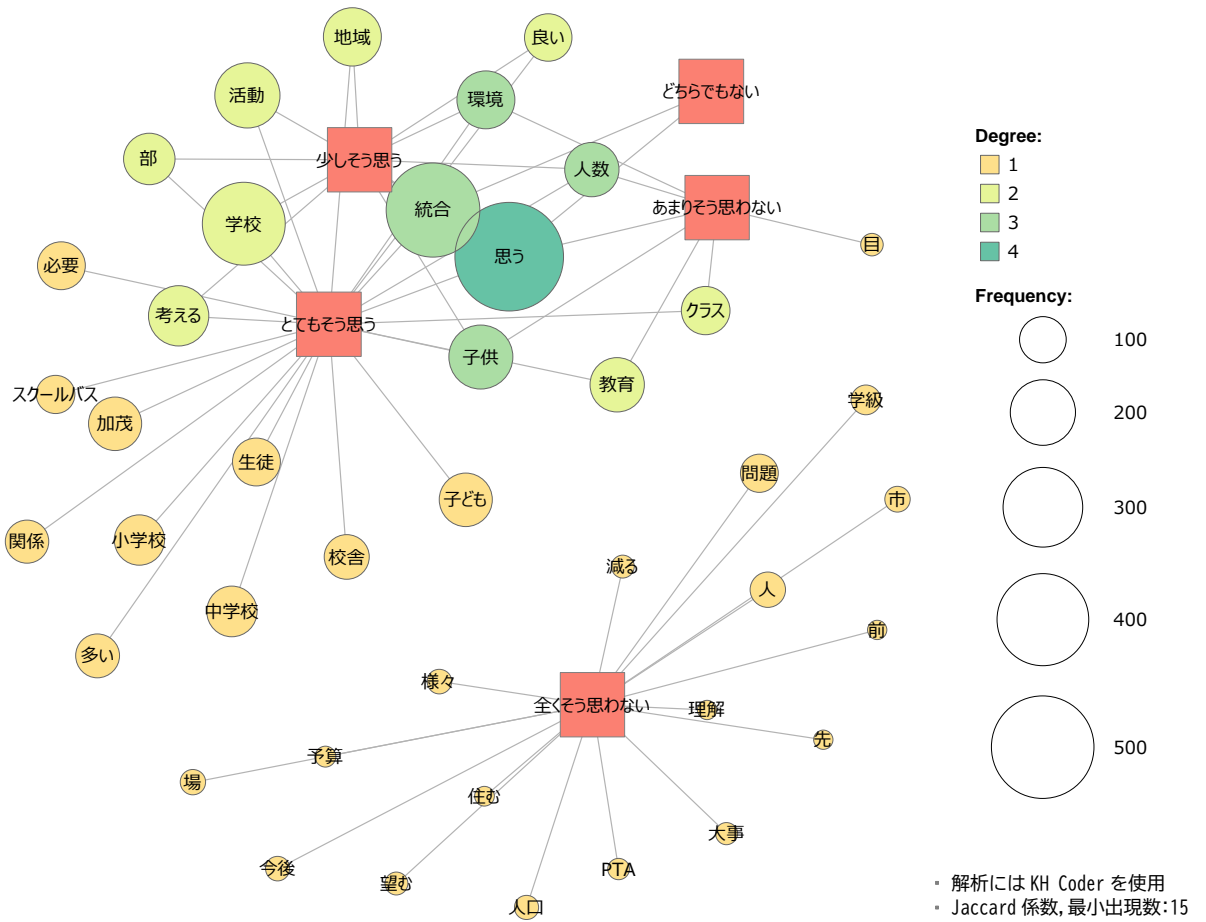 地域
良い
活動
環境
どちらでもない
部
少しそう思う
人数
統合
あまりそう思わない
学校
目
思う
必要
考える
とてもそう思う
クラス
子供
教育
スクールバス
加茂
学級
生徒
問題
子ども
市
関係
小学校
校舎
減る
人
中学校
前
多い
様々
全くそう思わない
理解
先
予算
場
住む
大事
今後
望む
PTA
人口
Degree:
1
2
3
4
Frequency:
100
200
300
400
500
▪ 解析には KH Coder を使用
▪ Jaccard 係数, 最小出現数:15